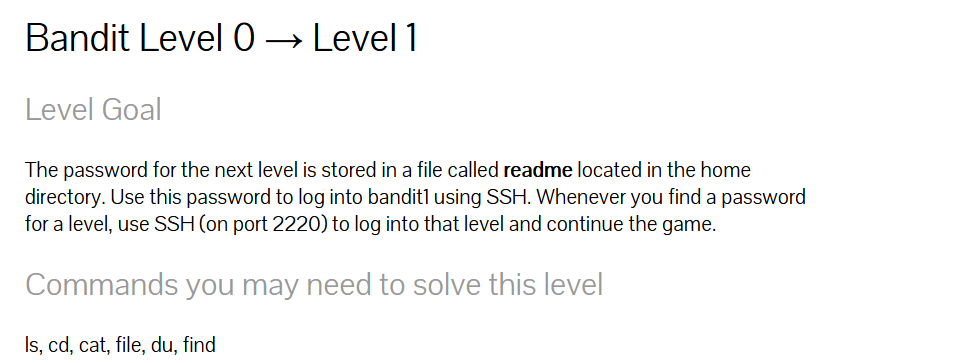 Bandit Level 0 → Level 1
Level Goal
The password for the next level is stored in a file called readme located in the home
directory. Use this password to log into bandit1 using SSH. Whenever you find a password
for a level, use SSH (on port 2220) to log into that level and continue the game.
Commands you may need to solve this level
ls, cd, cat, file, du, find